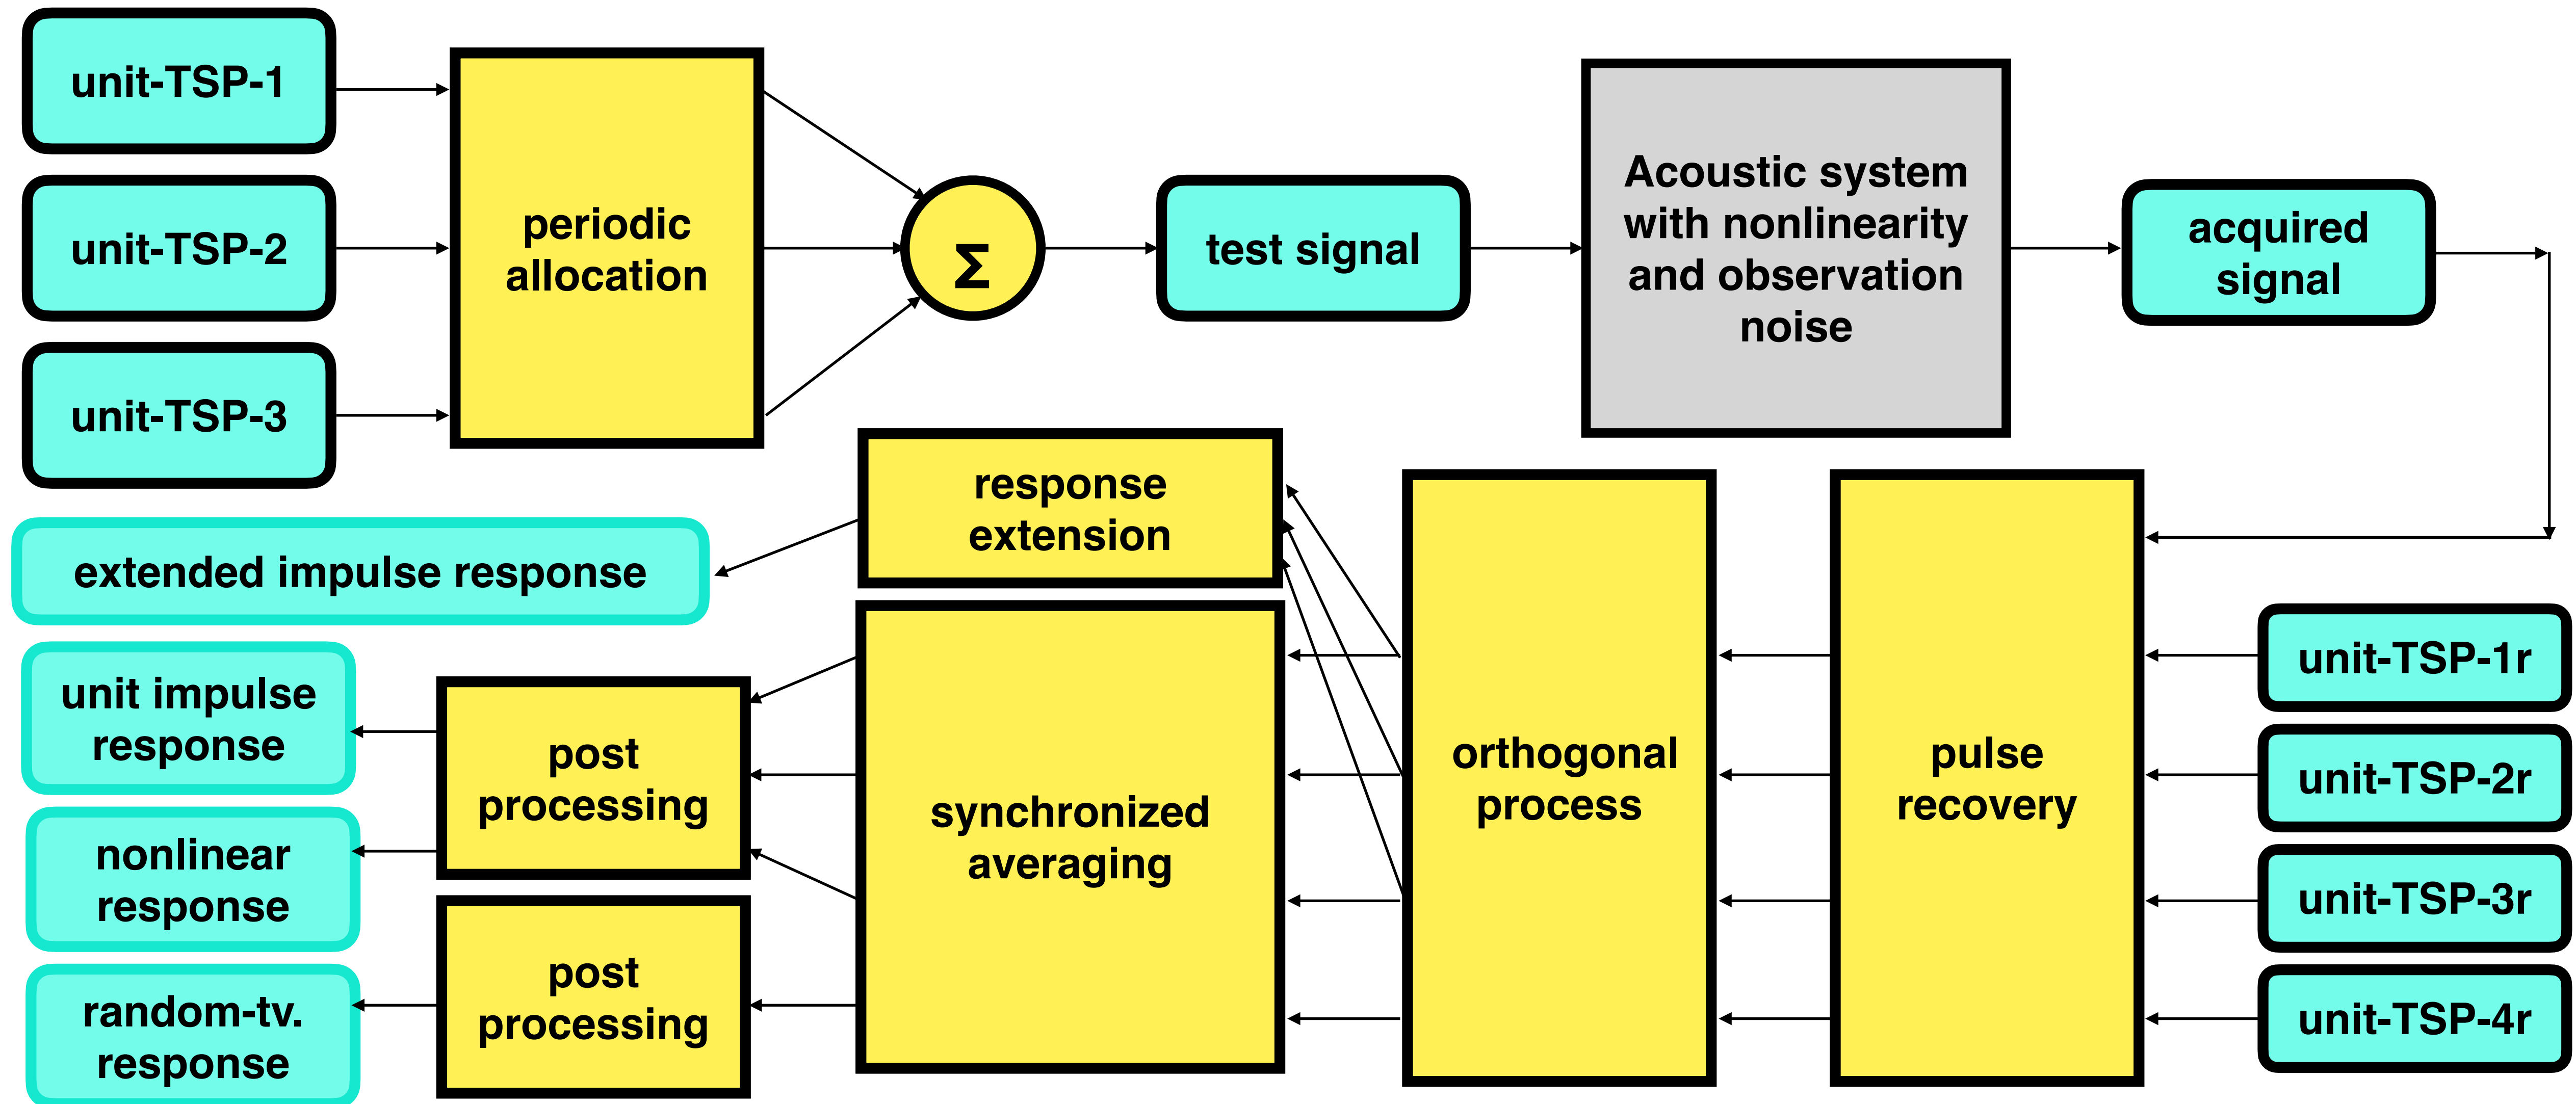 unit-TSP-1
unit-TSP-2
unit-TSP-3
periodic
allocation
Σ
test signal
Acoustic system
with nonlinearity
and observation
noise
acquired
signal
response
extension
extended impulse response
unit impulse
response
nonlinear
response
random-tv.
response
post
processing
post
processing
synchronized
averaging
orthogonal
process
pulse
recovery
unit-TSP-1r
unit-TSP-2r
unit-TSP-3r
unit-TSP-4r